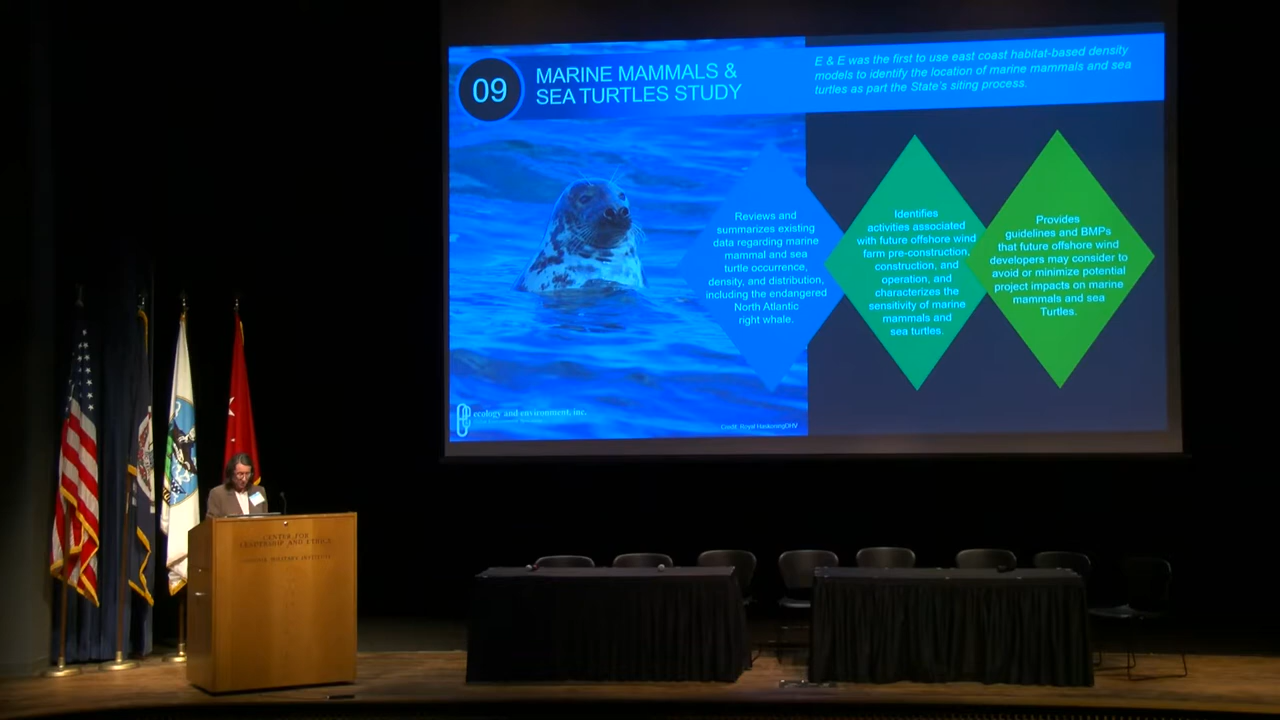 09
MARINE MAMMALS &
SEA TURTLES STUDY
E & E was the first to use east coast habitat-based density
models to identify the location of marine mammals and sea
turtles as part the State's siting process.
Reviews and
summarizes existing
data regarding marine
mammal and sea
turtle occurrence,
density, and distribution,
including the endangered
North Atlantic
right whale.
Identifies
activities associated
with future offshore wind
farm pre-construction,
construction, and
operation, and
characterizes the
sensitivity of marine
mammals and
sea turtles.
Provides
guidelines and BMPs
that future offshore wind
developers may consider to
avoid or minimize potential
project impacts on marine
mammals and sea
Turtles.
ecology and environment, inc.
Credit: Royal HaskoningDHV
CENTER FOR
LEADERSHIP AND ETHICS
MILITARY INSTITUTE